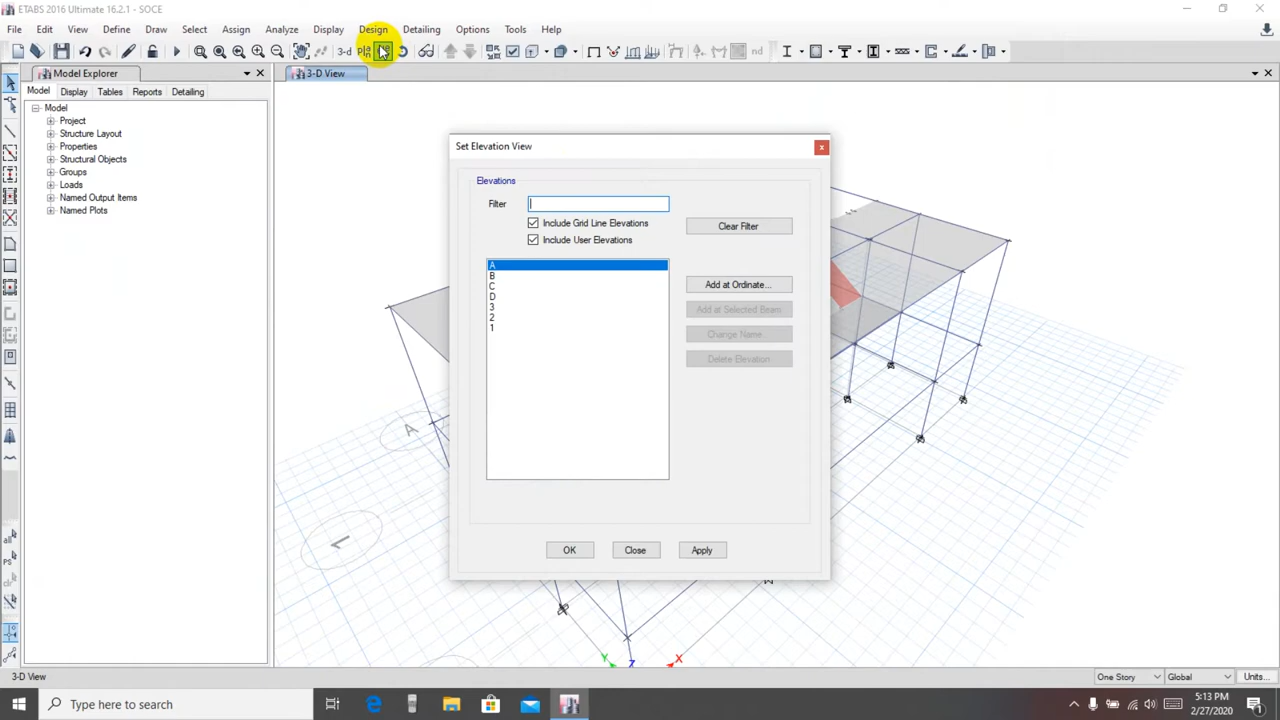 ETABS 2016 Ultimate 16.2.1 - SOCE
File Edit View Define Draw Select Assign Analyze Display Design Detailing Options Tools Help
3-d nd
Model Explorer
3-D View
Model Display Tables Reports Detailing
Model
Project
Structure Layout
Properties
Structural Objects
Groups
Loads
Named Output Items
Named Plots
Set Elevation View
Elevations
Filter
Include Grid Line Elevations
Clear Filter
Include User Elevations
A
B
C
D
3
2
1
Add at Ordinate...
Add at Selected Beam
Change Name...
Delete Elevation
OK Close Apply
A
1
Y Z X
PS
3-D View
One Story Global Units...
Type here to search
5:13 PM
2/27/2020